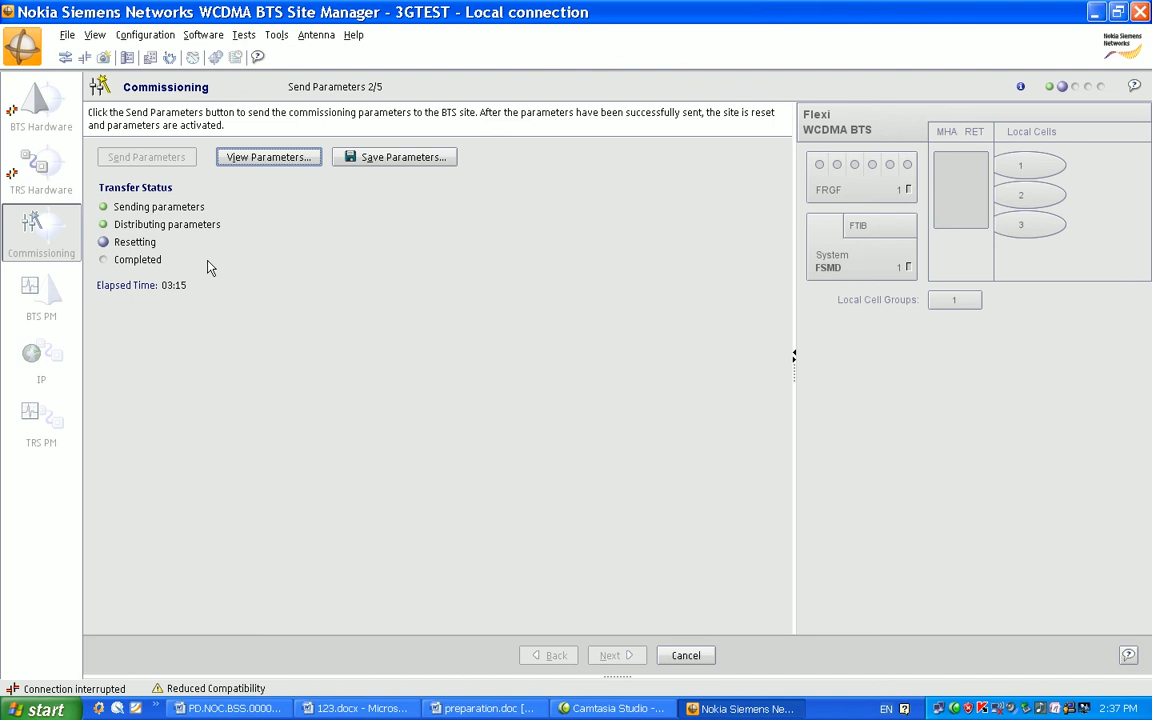 Nokia Siemens Networks WCDMA BTS Site Manager - 3GTEST - Local connection
File View Configuration Software Tests Tools Antenna Help
Nokia Siemens
Networks
Commissioning Send Parameters 2/5
Click the Send Parameters button to send the commissioning parameters to the BTS site. After the parameters have been successfully sent, the site is reset
and parameters are activated.
Send Parameters View Parameters... Save Parameters...
Transfer Status
Sending parameters
Distributing parameters
Resetting
Completed
Elapsed Time: 03:15
BTS Hardware
TRS Hardware
Commissioning
BTS PM
IP
TRS PM
Flexi
WCDMA BTS
MHA RET Local Cells
FRGF 1
FTIB
System
FSMD 1
1
2
3
Local Cell Groups: 1
Back Next Cancel
Connection interrupted Reduced Compatibility
start PD.NOC.BSS.0000... 123.docx - Micros... preparation.doc [... Camtasia Studio -... Nokia Siemens Ne... EN 2:37 PM